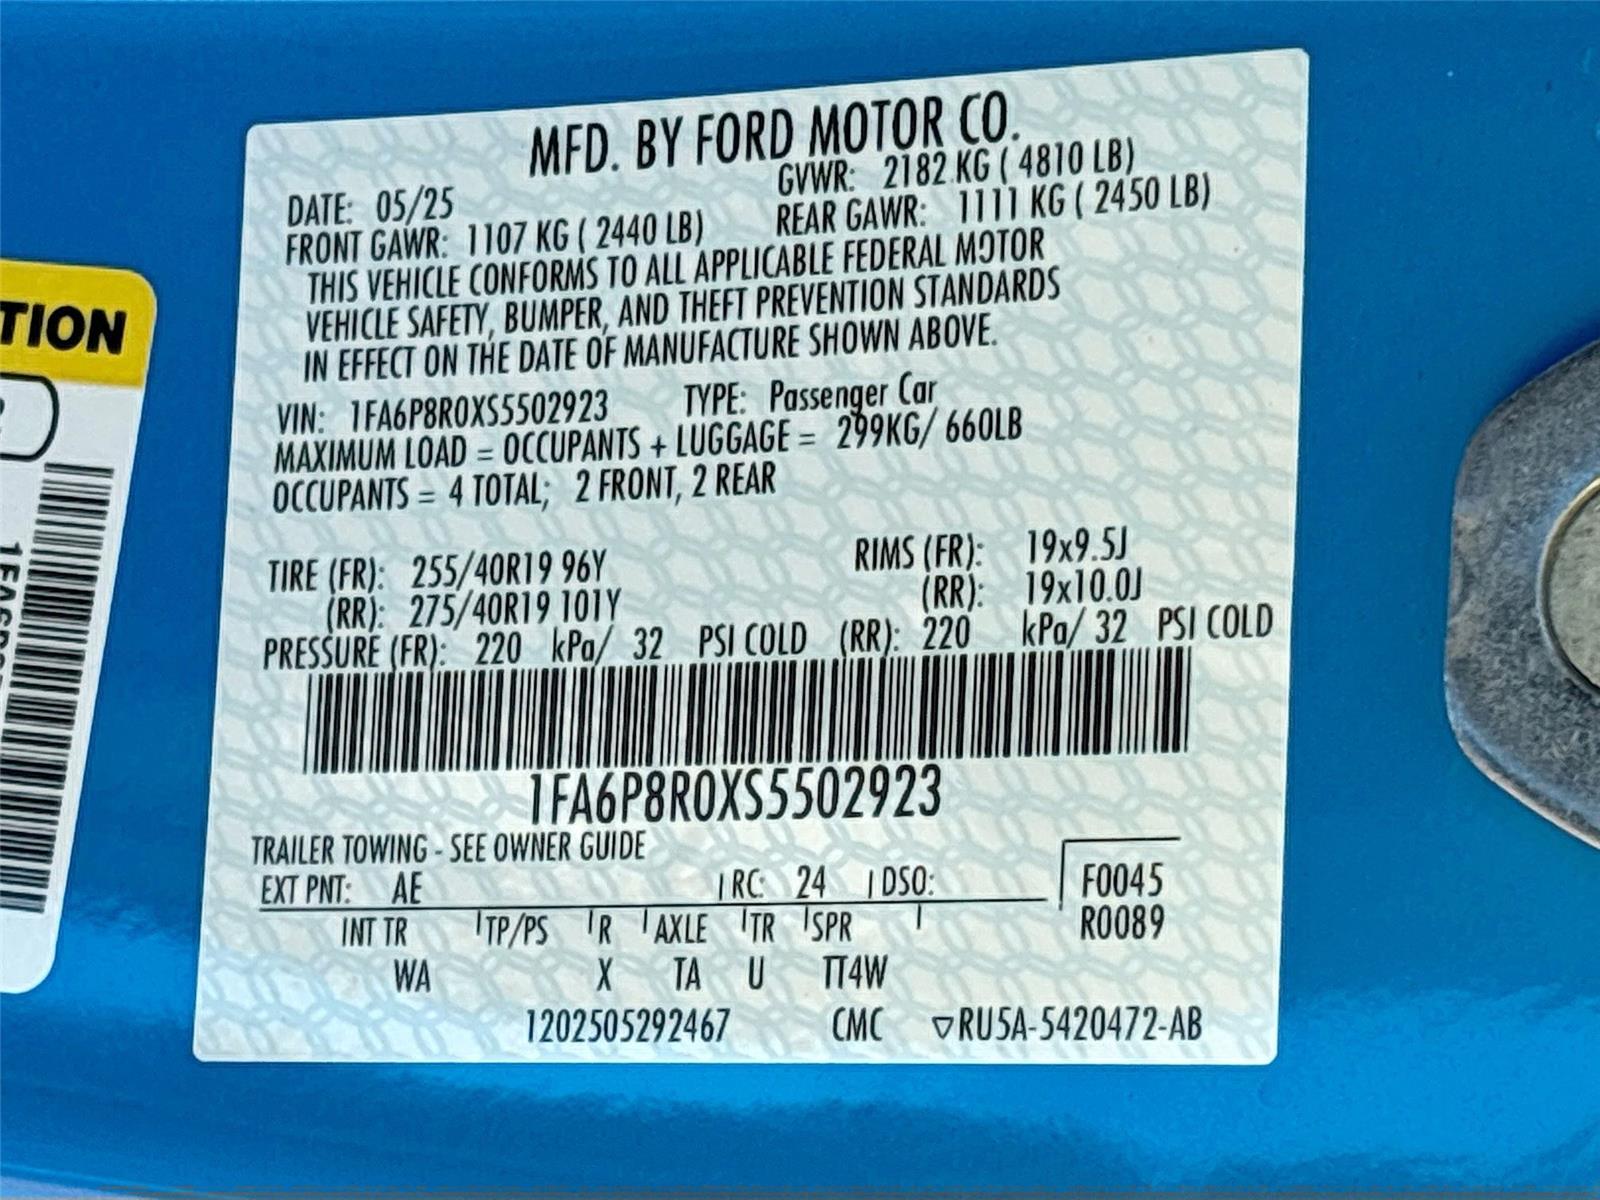 MFD. BY FORD MOTOR CO.
DATE: 05/25 GVWR: 2182 KG ( 4810 LB)
FRONT GAWR: 1107 KG ( 2440 LB) REAR GAWR: 1111 KG ( 2450 LB)
THIS VEHICLE CONFORMS TO ALL APPLICABLE FEDERAL MOTOR
VEHICLE SAFETY, BUMPER, AND THEFT PREVENTION STANDARDS
IN EFFECT ON THE DATE OF MANUFACTURE SHOWN ABOVE.
VIN: 1FA6P8R0XS5502923 TYPE: Passenger Car
MAXIMUM LOAD = OCCUPANTS + LUGGAGE = 299KG/ 660LB
OCCUPANTS = 4 TOTAL; 2 FRONT, 2 REAR
TIRE (FR): 255/40R19 96Y RIMS (FR): 19x9.5J
(RR): 275/40R19 101Y (RR): 19x10.0J
PRESSURE (FR): 220 kPa/ 32 PSI COLD (RR): 220 kPa/ 32 PSI COLD
1FA6P8R0XS5502923
TRAILER TOWING - SEE OWNER GUIDE
EXT PNT: AE | RC: 24 | DSO: F0045
INT TR | TP/PS | R | AXLE | TR | SPR | R0089
WA X TA U TT4W
1202505292467 CMC ▽RU5A-5420472-AB
TION